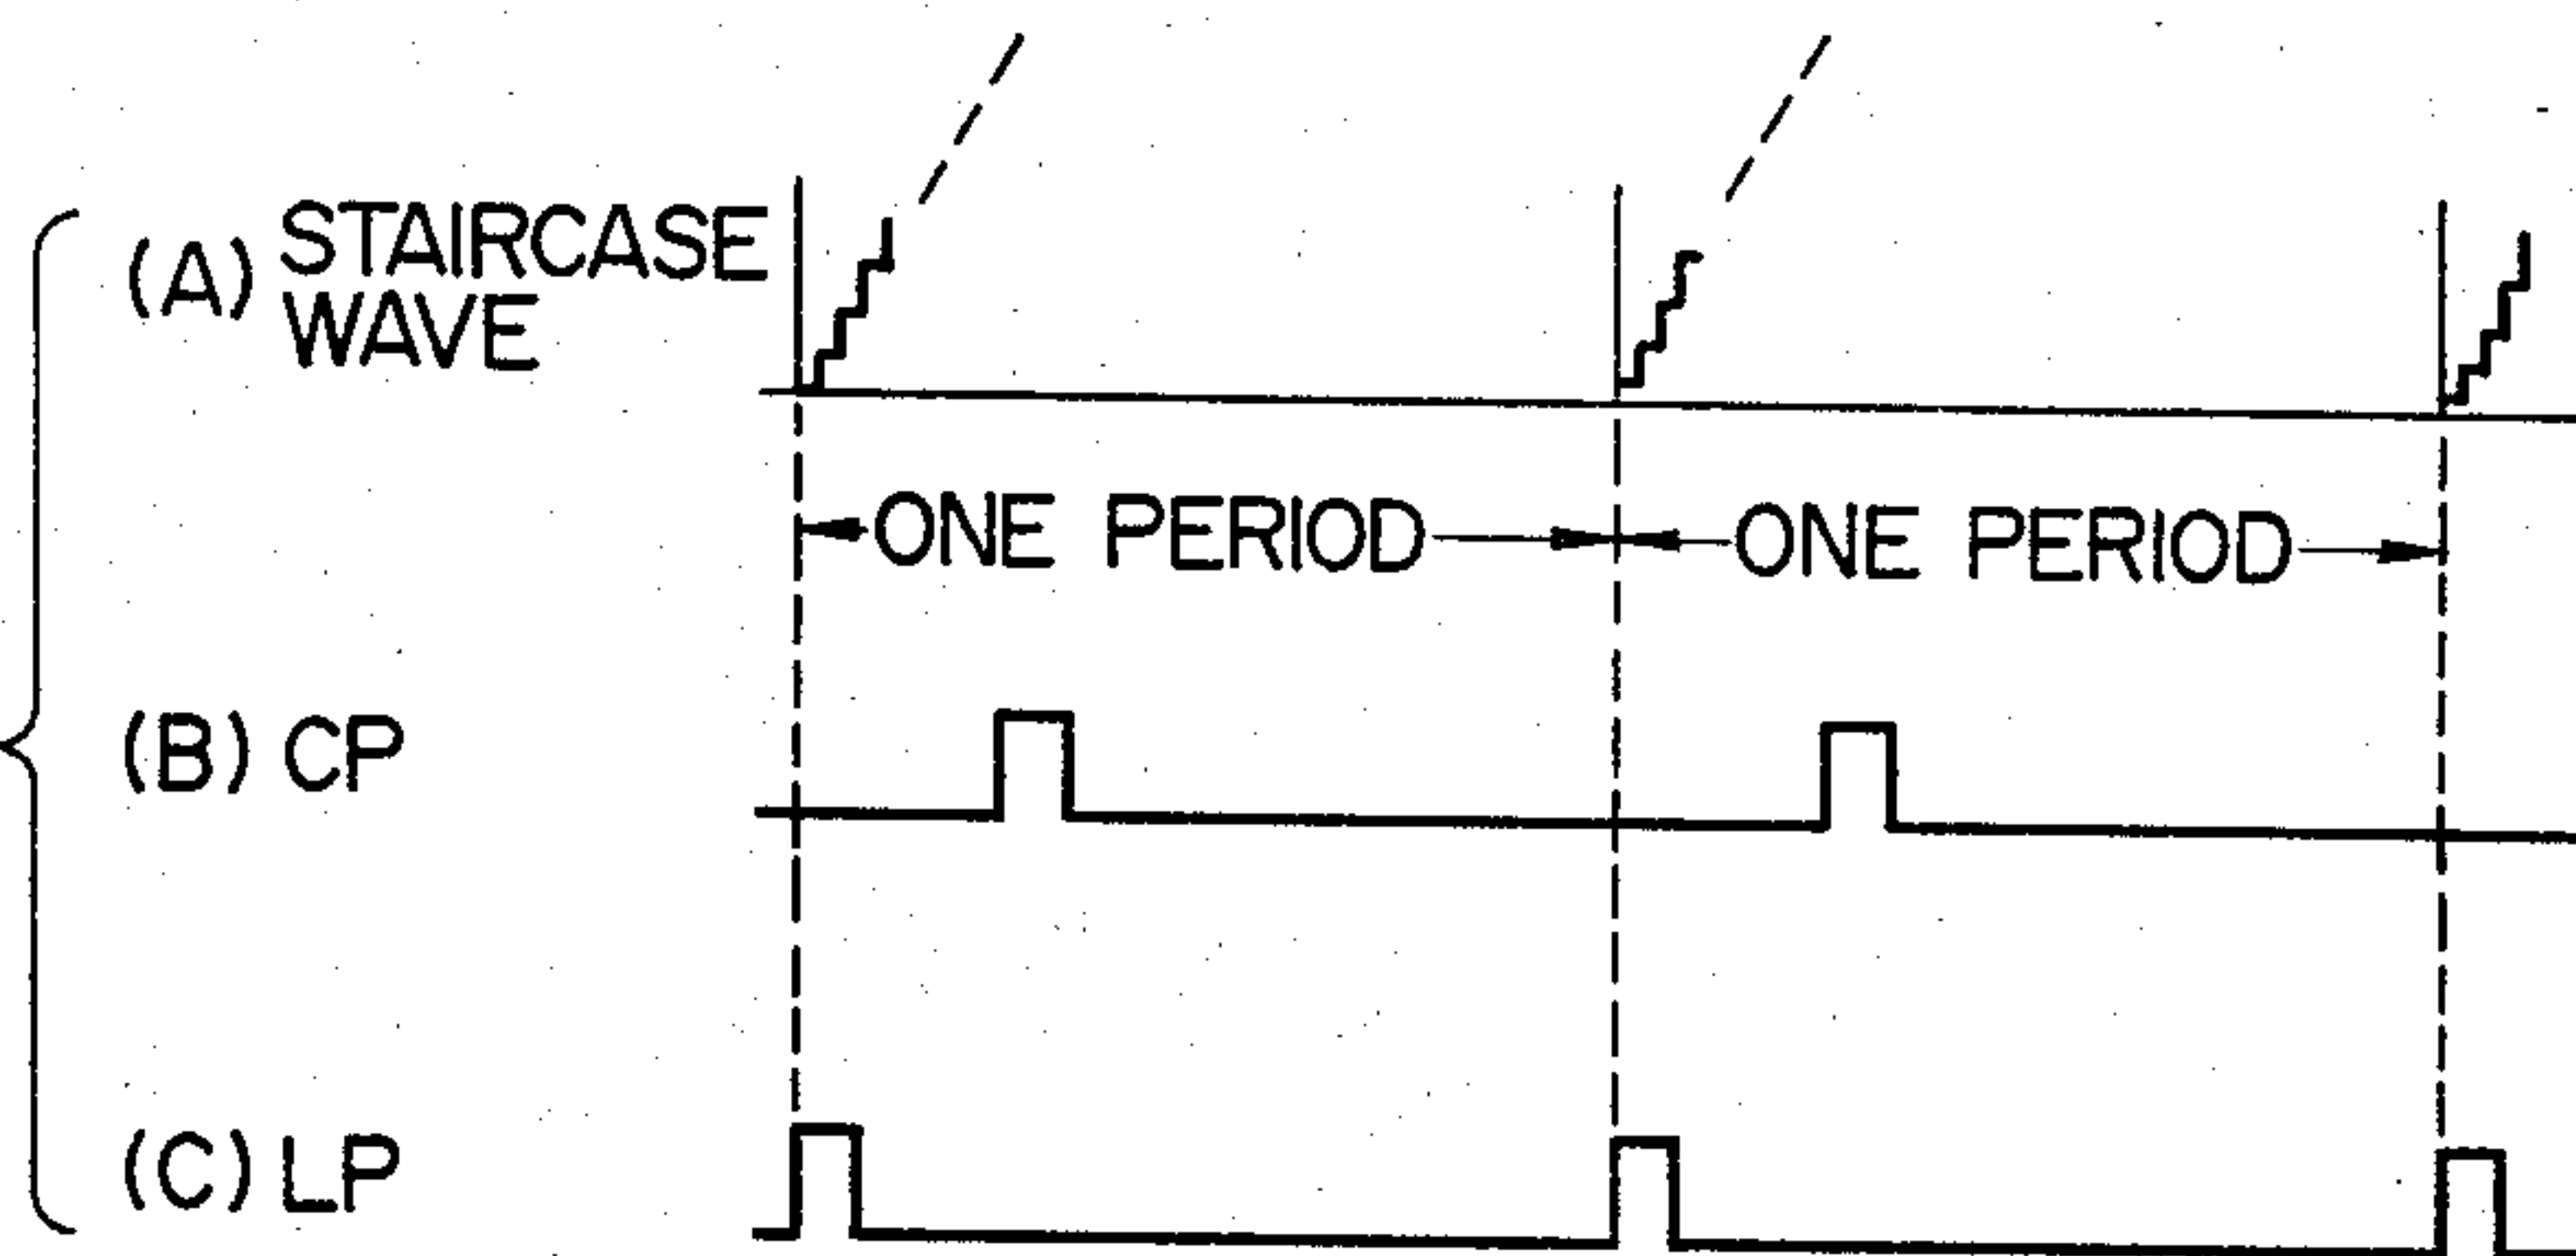 (A) STAIRCASE
WAVE
ONE PERIOD
ONE PERIOD
(B) CP
(C) LP